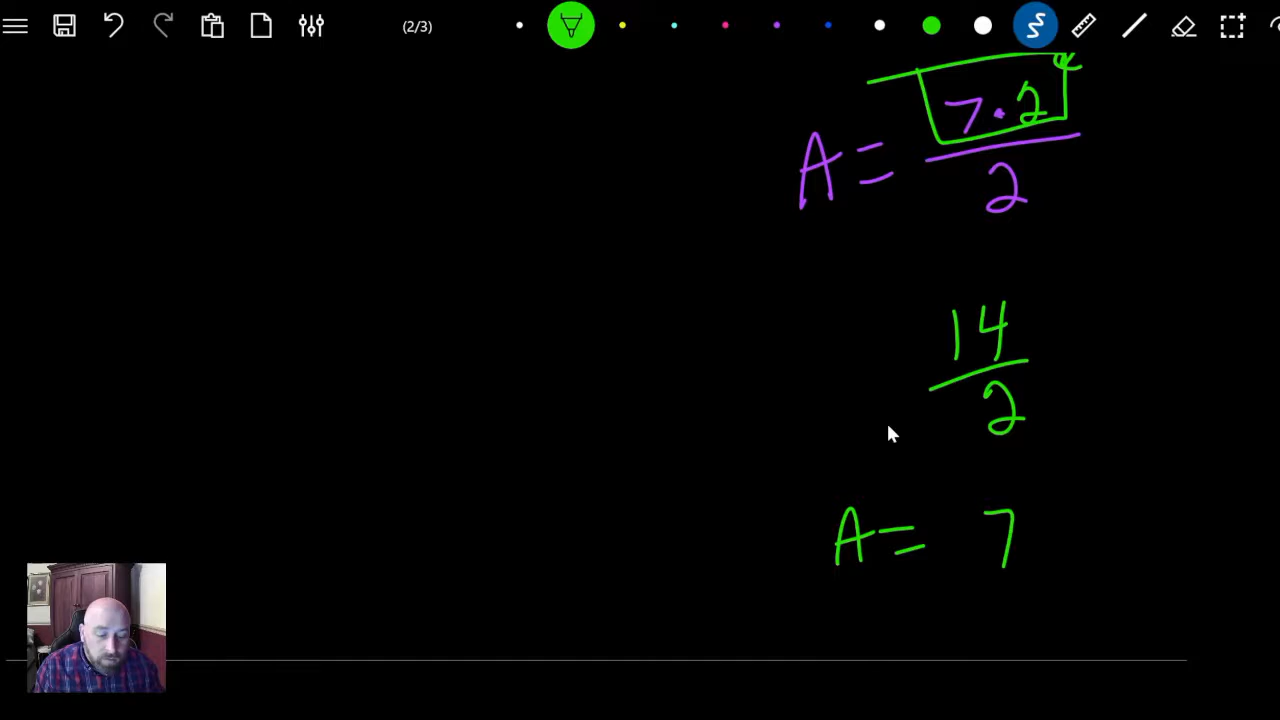 (2/3)
7 · 2
A =
2
14
2
A = 7